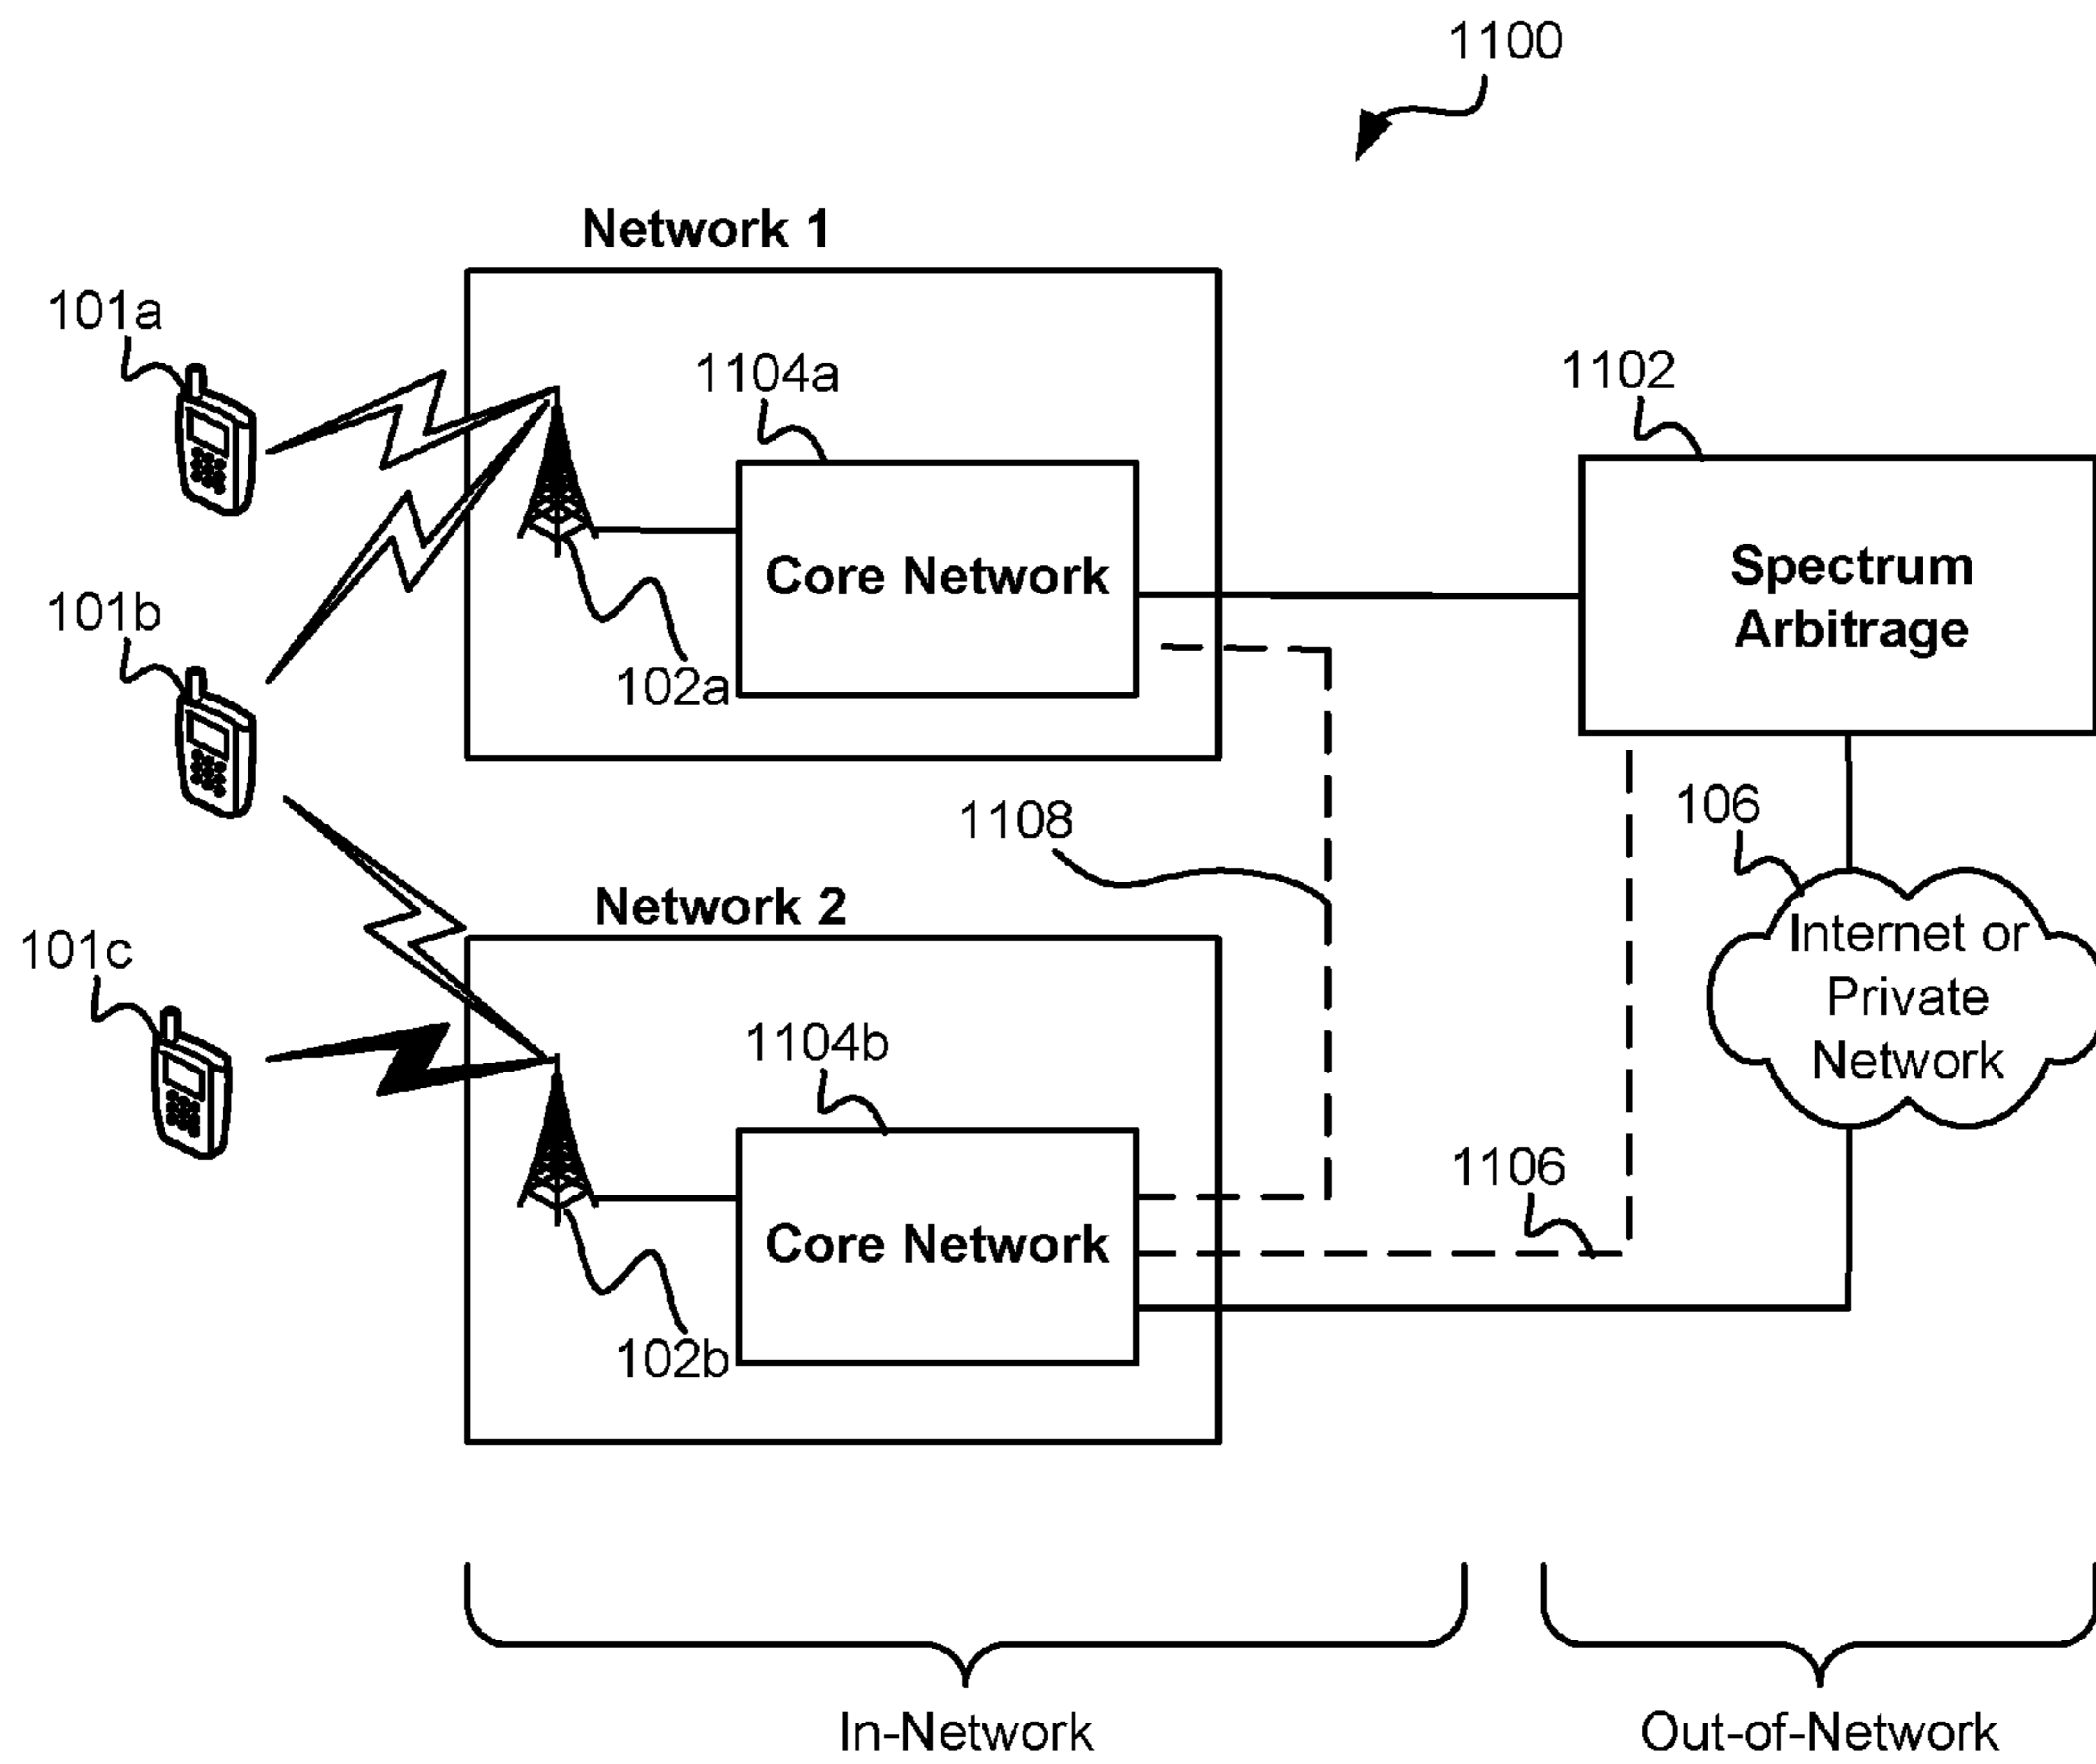 1100
Network 1
101a
1104a
1102
Core Network
Spectrum
Arbitrage
101b
102a
1108
106
Network 2
Internet or
Private
Network
101c
1104b
1106
Core Network
102b
In-Network
Out-of-Network